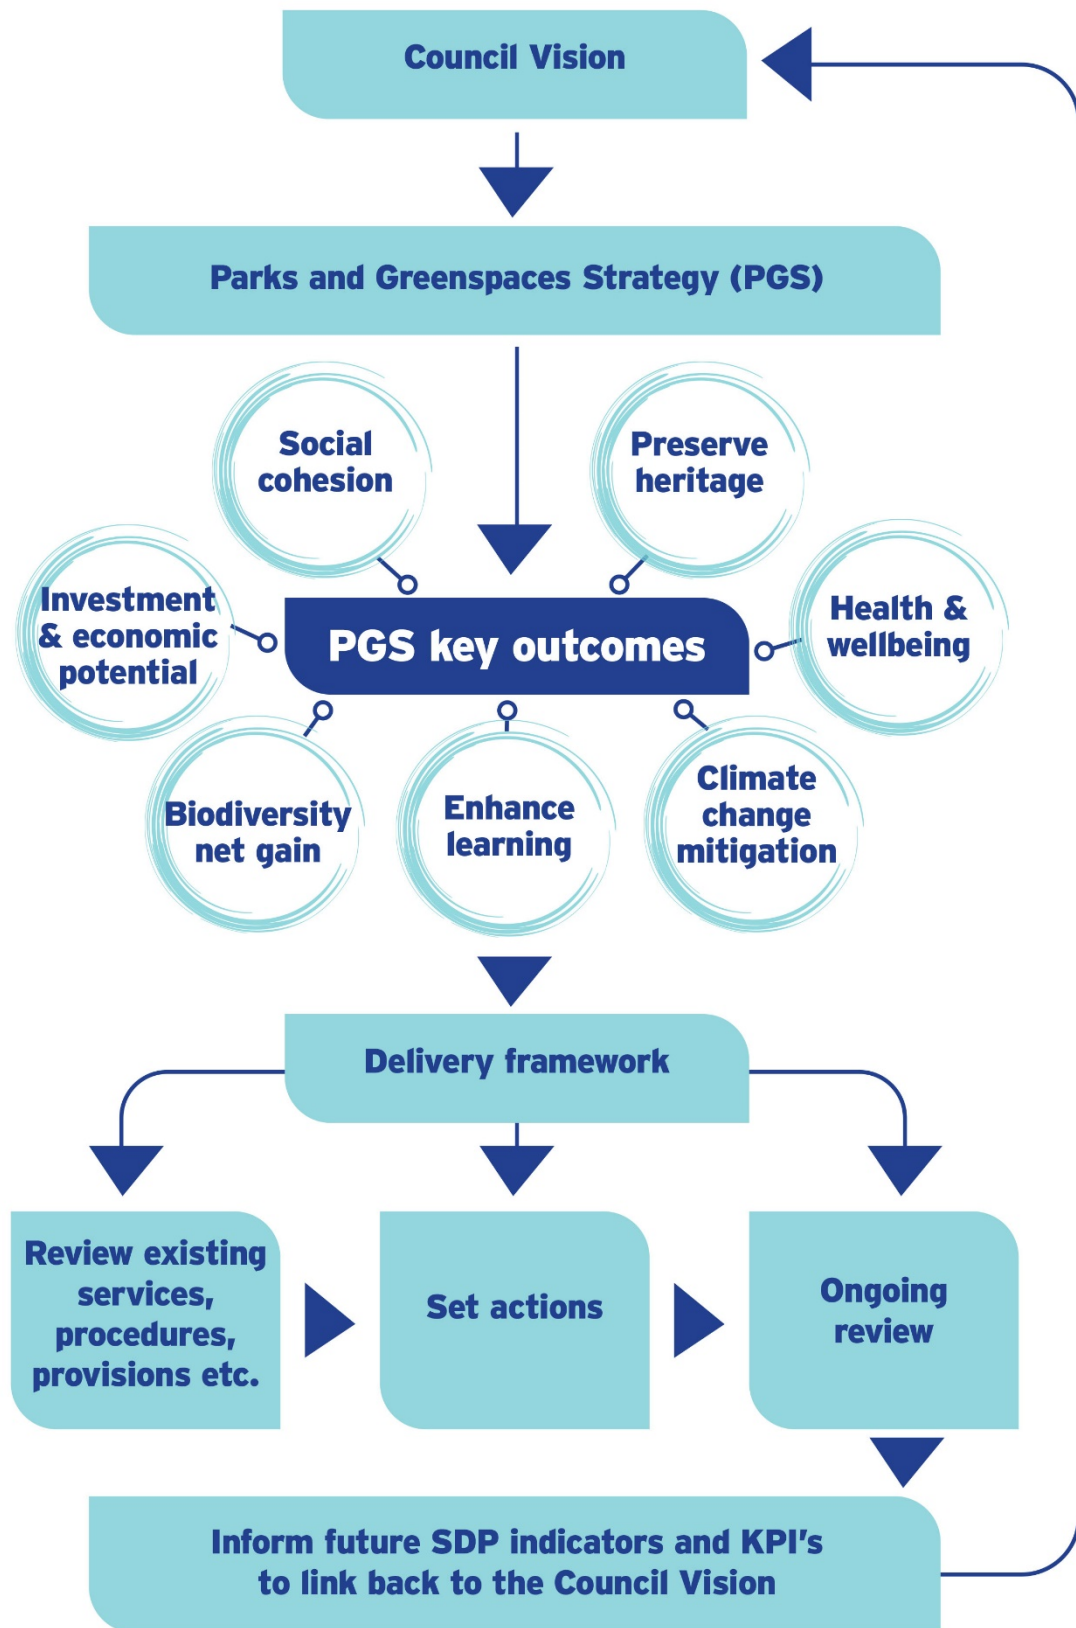 Council Vision
Parks and Greenspaces Strategy (PGS)
Social
cohesion
Preserve
heritage
Investment
& economic
potential
PGS key outcomes
Health &
wellbeing
Biodiversity
net gain
Enhance
learning
Climate
change
mitigation
Delivery framework
Review existing
services,
procedures,
provisions etc.
Set actions
Ongoing
review
Inform future SDP indicators and KPI's
to link back to the Council Vision